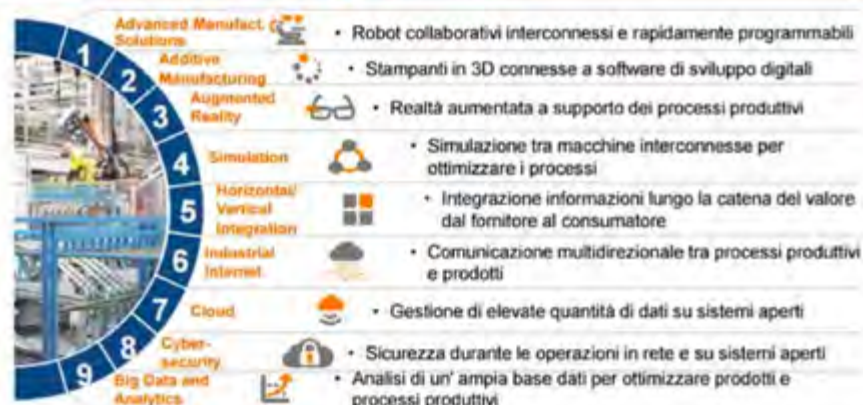 1
Advanced Manufact.
Solutions
• Robot collaborativi interconnessi e rapidamente programmabili
2
Additive
Manufacturing
• Stampanti in 3D connesse a software di sviluppo digitali
3
Augmented
Reality
• Realtà aumentata a supporto dei processi produttivi
4
Simulation
• Simulazione tra macchine interconnesse per
ottimizzare i processi
5
Horizontal/
Vertical
Integration
• Integrazione informazioni lungo la catena del valore
dal fornitore al consumatore
6
Industrial
Internet
• Comunicazione multidirezionale tra processi produttivi
e prodotti
7
Cloud
• Gestione di elevate quantità di dati su sistemi aperti
8
Cyber-
security
• Sicurezza durante le operazioni in rete e su sistemi aperti
9
Big Data and
Analytics
• Analisi di un' ampia base dati per ottimizzare prodotti e
processi produttivi